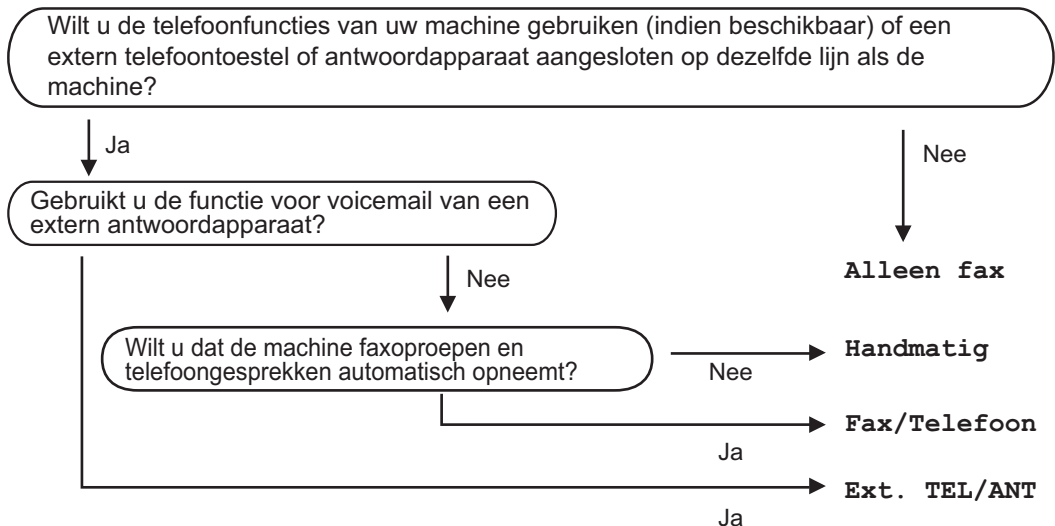 Wilt u de telefoonfuncties van uw machine gebruiken (indien beschikbaar) of een
extern telefoontoestel of antwoordapparaat aangesloten op dezelfde lijn als de
machine?
Ja
Nee
Gebruikt u de functie voor voicemail van een
extern antwoordapparaat?
Nee
Alleen fax
Wilt u dat de machine faxoproepen en
telefoongesprekken automatisch opneemt?
Nee
Handmatig
Ja
Fax/Telefoon
Ja
Ext. TEL/ANT